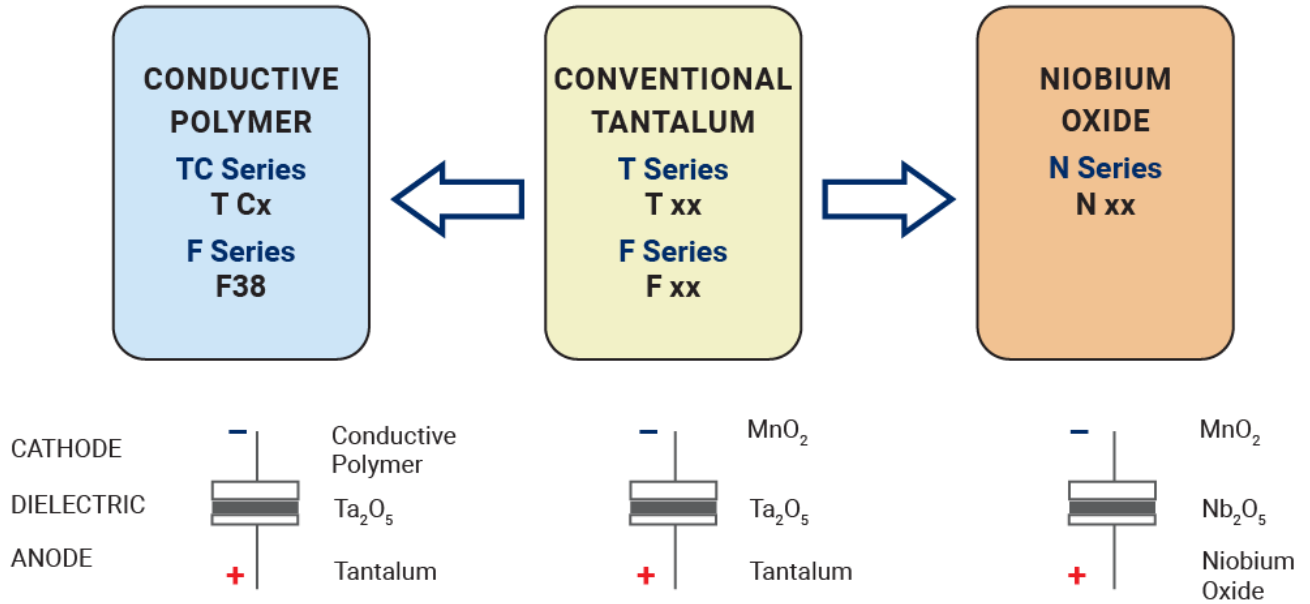 CONDUCTIVE
POLYMER
TC Series
T Cx
F Series
F38
CONVENTIONAL
TANTALUM
T Series
T xx
F Series
F xx
NIOBIUM
OXIDE
N Series
N xx
CATHODE
DIELECTRIC
ANODE
−
Conductive
Polymer
Ta₂O₅
+
Tantalum
−
MnO₂
Ta₂O₅
+
Tantalum
−
MnO₂
Nb₂O₅
+
Niobium
Oxide